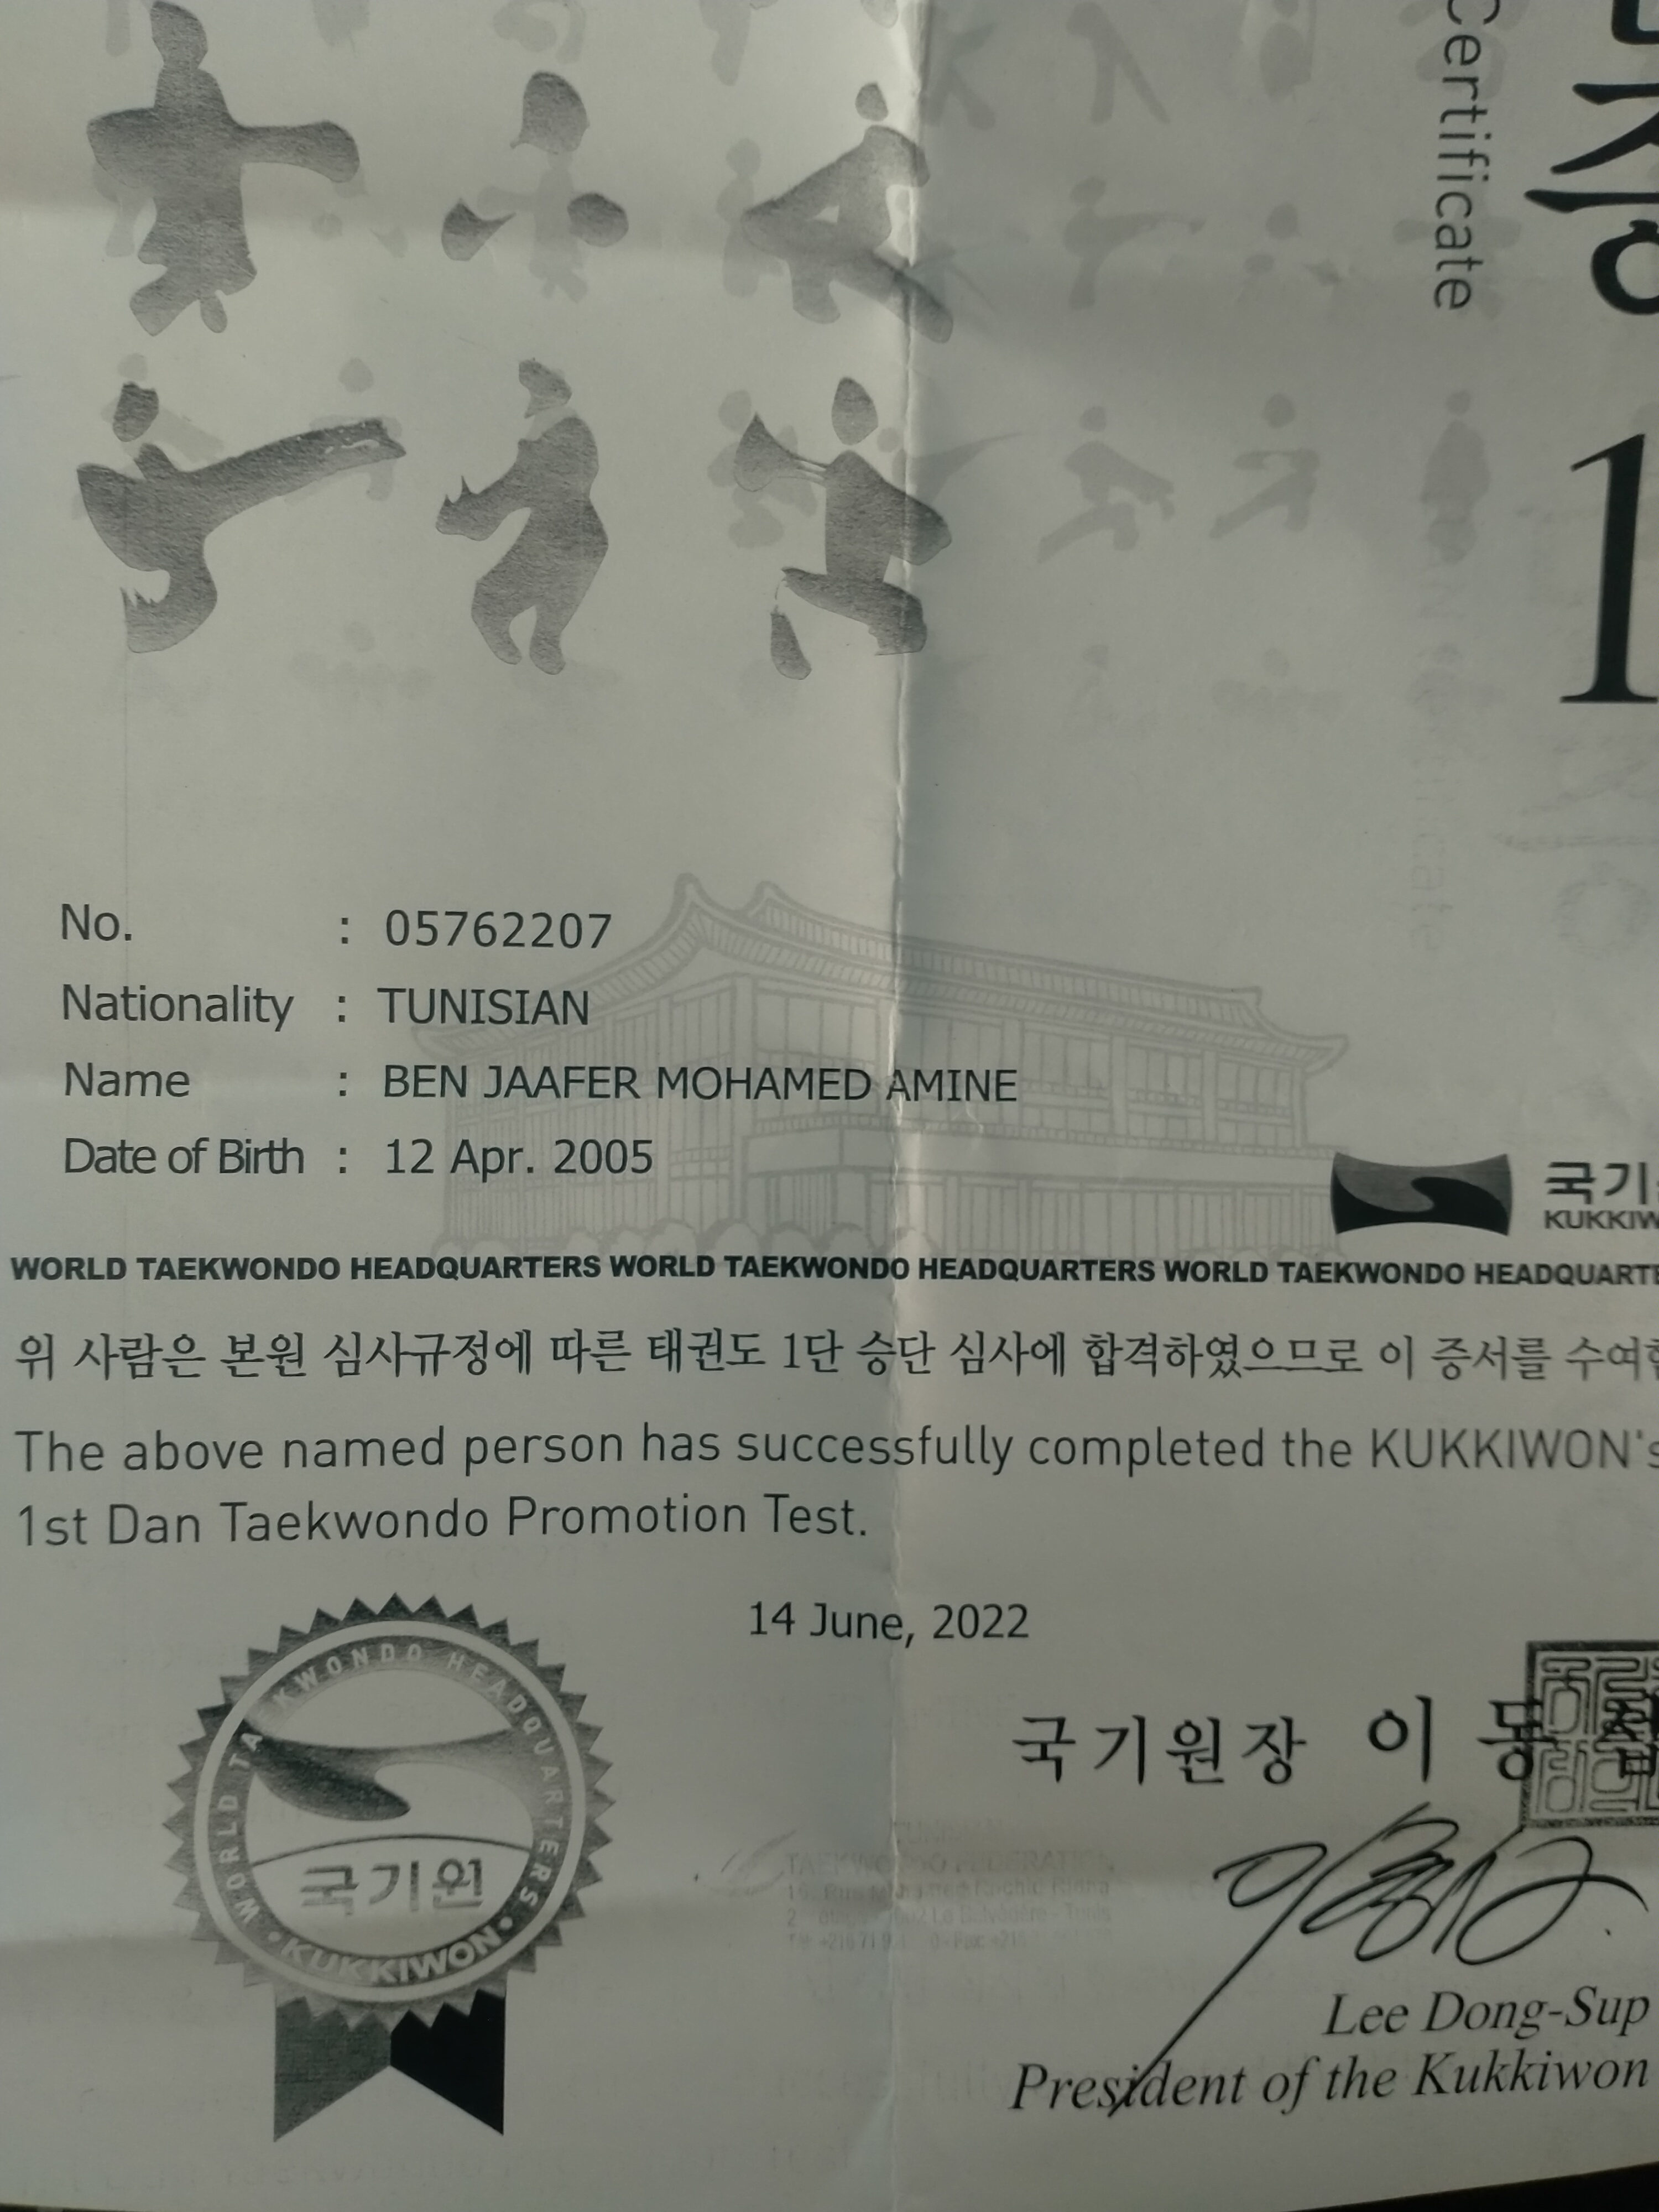 Certificate
1
No. : 05762207
Nationality : TUNISIAN
Name : BEN JAAFER MOHAMED AMINE
Date of Birth : 12 Apr. 2005
WORLD TAEKWONDO HEADQUARTERS WORLD TAEKWONDO HEADQUARTERS WORLD TAEKWONDO
위 사람은 본원 심사규정에 따른 태권도 1단 승단 심사에 합격하였으므로 이 증서를
The above named person has successfully completed the KUKKIWON's
1st Dan Taekwondo Promotion Test.
14 June, 2022
WORLD TAEKWONDO HEADQUARTERS
국기원
KUKKIWON
국기원장 이 동
TAEKWONDO FEDERATION
Lee Dong-Sup
President of the Kukkiwon